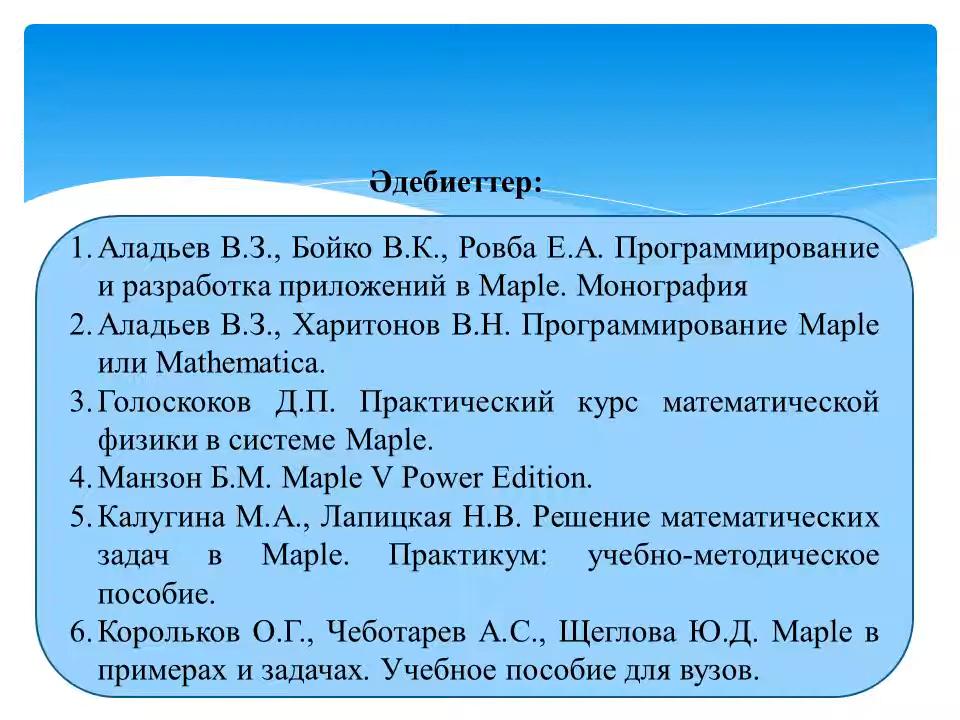 Әдебиеттер:
1. Аладьев В.З., Бойко В.К., Ровба Е.А. Программирование
и разработка приложений в Maple. Монография
2. Аладьев В.З., Харитонов В.Н. Программирование Maple
или Mathematica.
3. Голоскоков Д.П. Практический курс математической
физики в системе Maple.
4. Манзон Б.М. Maple V Power Edition.
5. Калугина М.А., Лапицкая Н.В. Решение математических
задач в Maple. Практикум: учебно-методическое
пособие.
6. Корольков О.Г., Чеботарев А.С., Щеглова Ю.Д. Maple в
примерах и задачах. Учебное пособие для вузов.